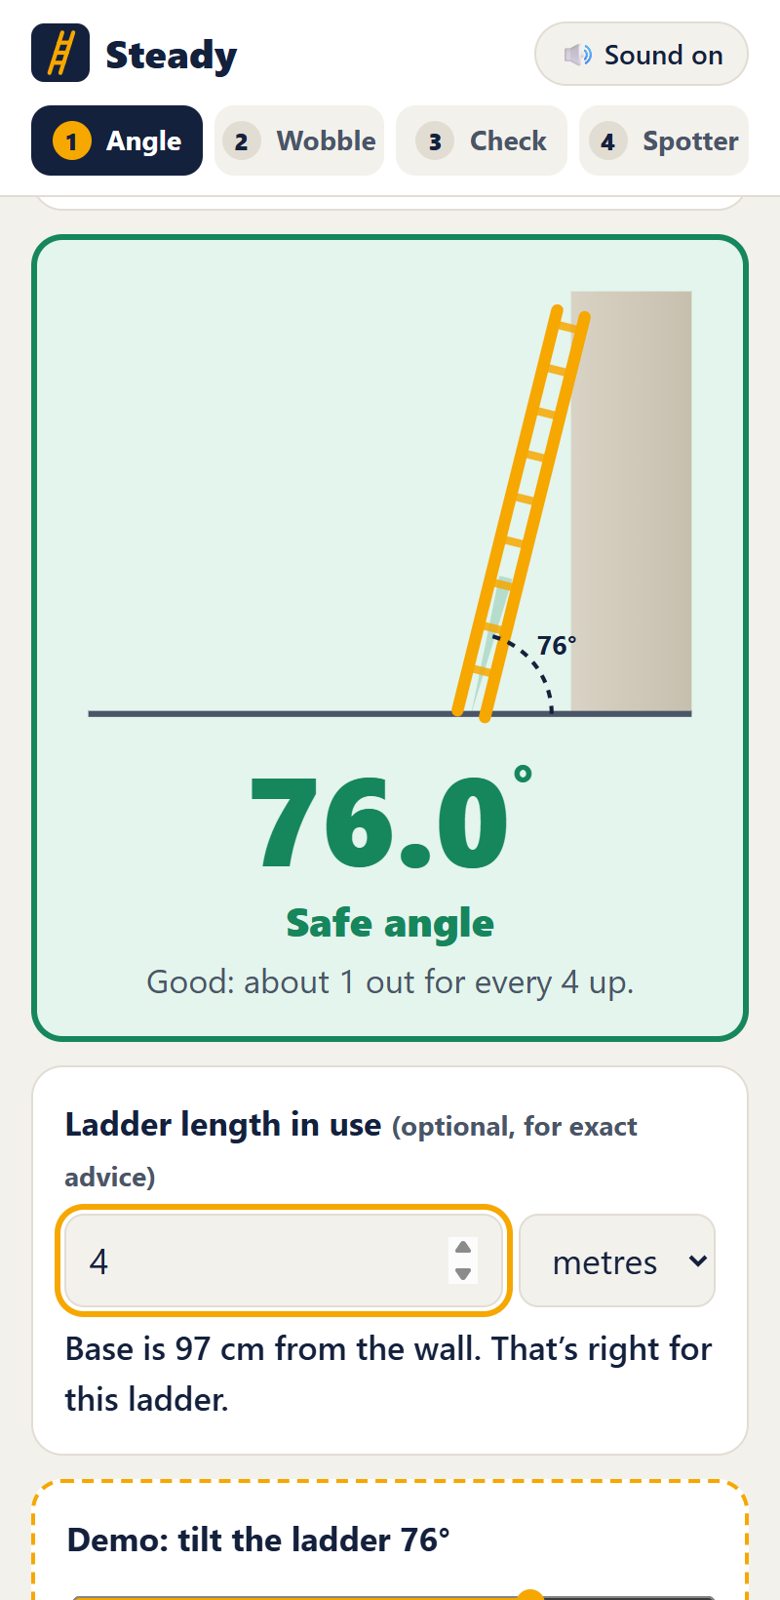 Steady
🔊 Sound on
1 Angle
2 Wobble
3 Check
4 Spotter
76°
76.0°
Safe angle
Good: about 1 out for every 4 up.
Ladder length in use (optional, for exact
advice)
4
metres
Base is 97 cm from the wall. That’s right for
this ladder.
Demo: tilt the ladder 76°